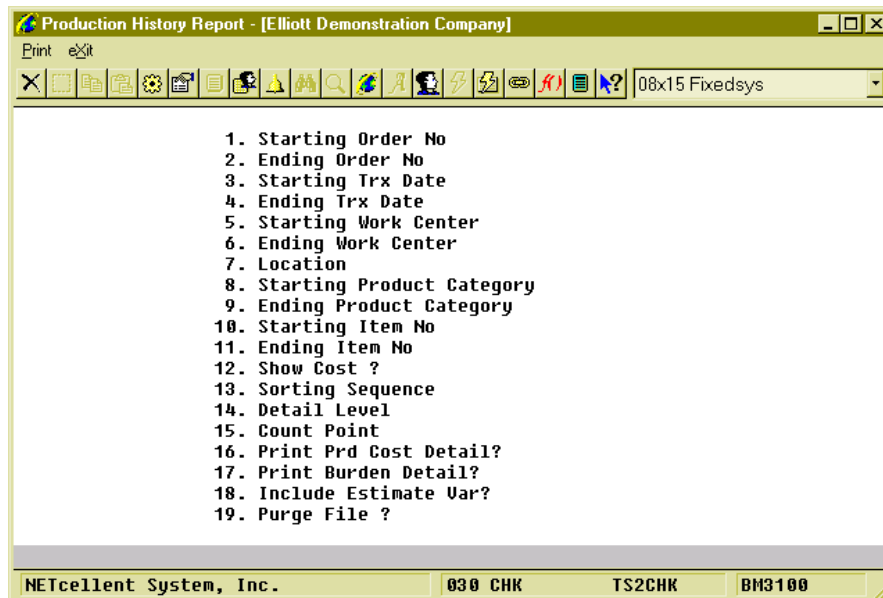 Production History Report - [Elliott Demonstration Company]
Print eXit
08x15 Fixedsys
1. Starting Order No
2. Ending Order No
3. Starting Trx Date
4. Ending Trx Date
5. Starting Work Center
6. Ending Work Center
7. Location
8. Starting Product Category
9. Ending Product Category
10. Starting Item No
11. Ending Item No
12. Show Cost ?
13. Sorting Sequence
14. Detail Level
15. Count Point
16. Print Prd Cost Detail?
17. Print Burden Detail?
18. Include Estimate Var?
19. Purge File ?
NETcellent System, Inc. 030 CHK TS2CHK BM3100